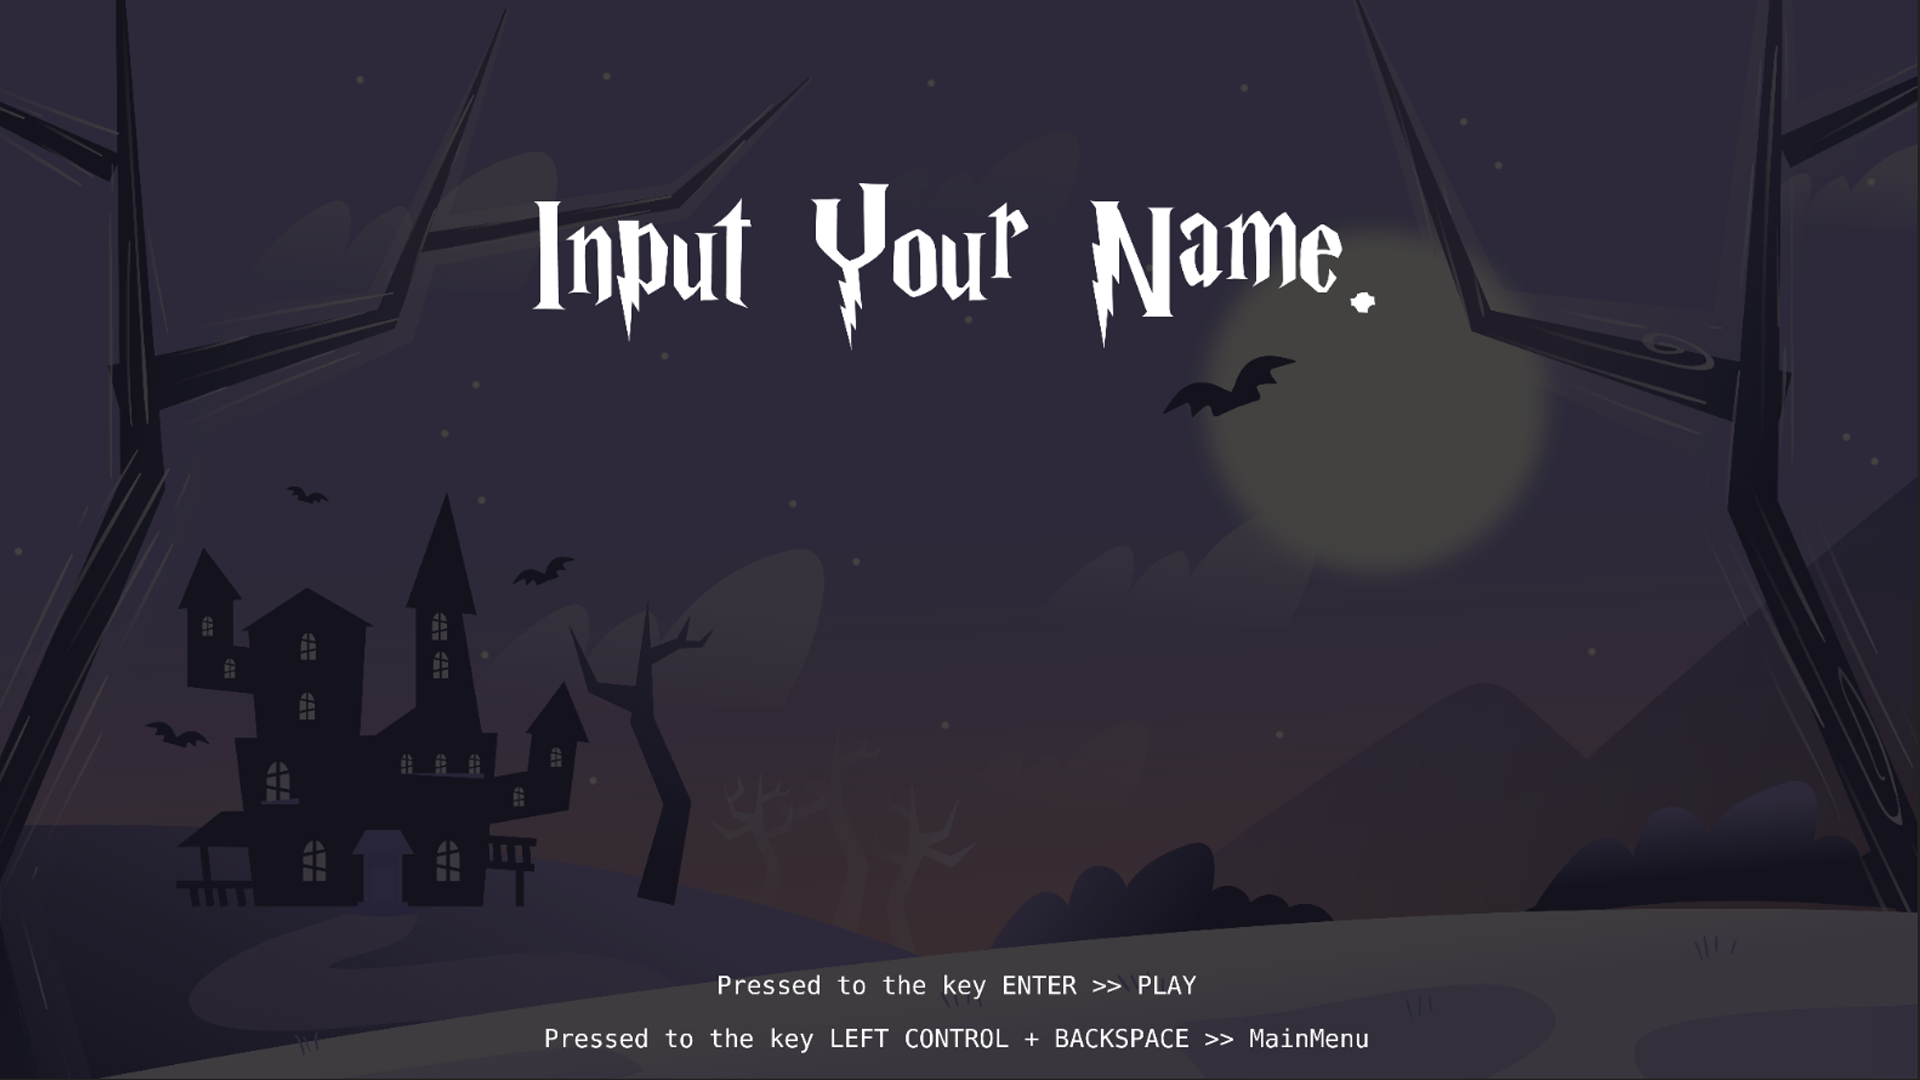 Input Your Name.
Pressed to the key ENTER >> PLAY
Pressed to the key LEFT CONTROL + BACKSPACE >> MainMenu